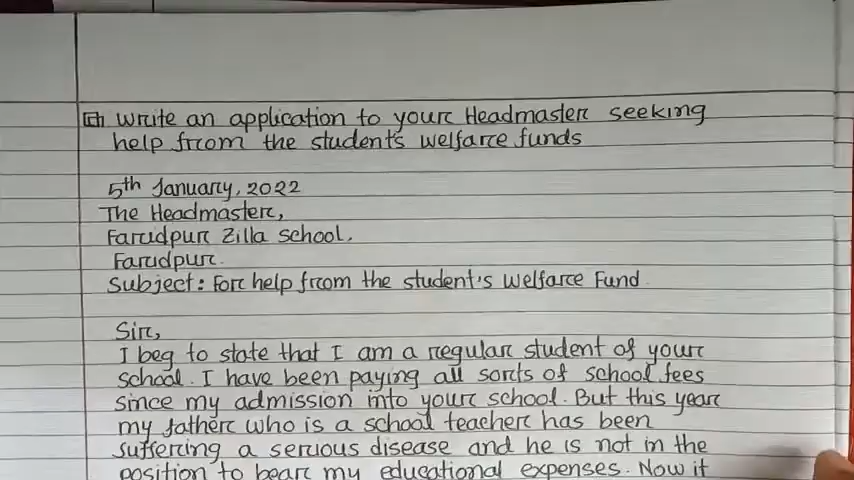 Write an application to your Headmaster seeking
help from the student's welfare funds
5th January, 2022
The Headmaster,
Faridpur Zilla school,
Faridpur.
Subject: For help from the student's Welfare Fund
Sir,
I beg to state that I am a regular student of your
school. I have been paying all sorts of school fees
since my admission into your school. But this year
my father who is a school teacher has been
suffering a serious disease and he is not in the
position to bear my educational expenses. Now it